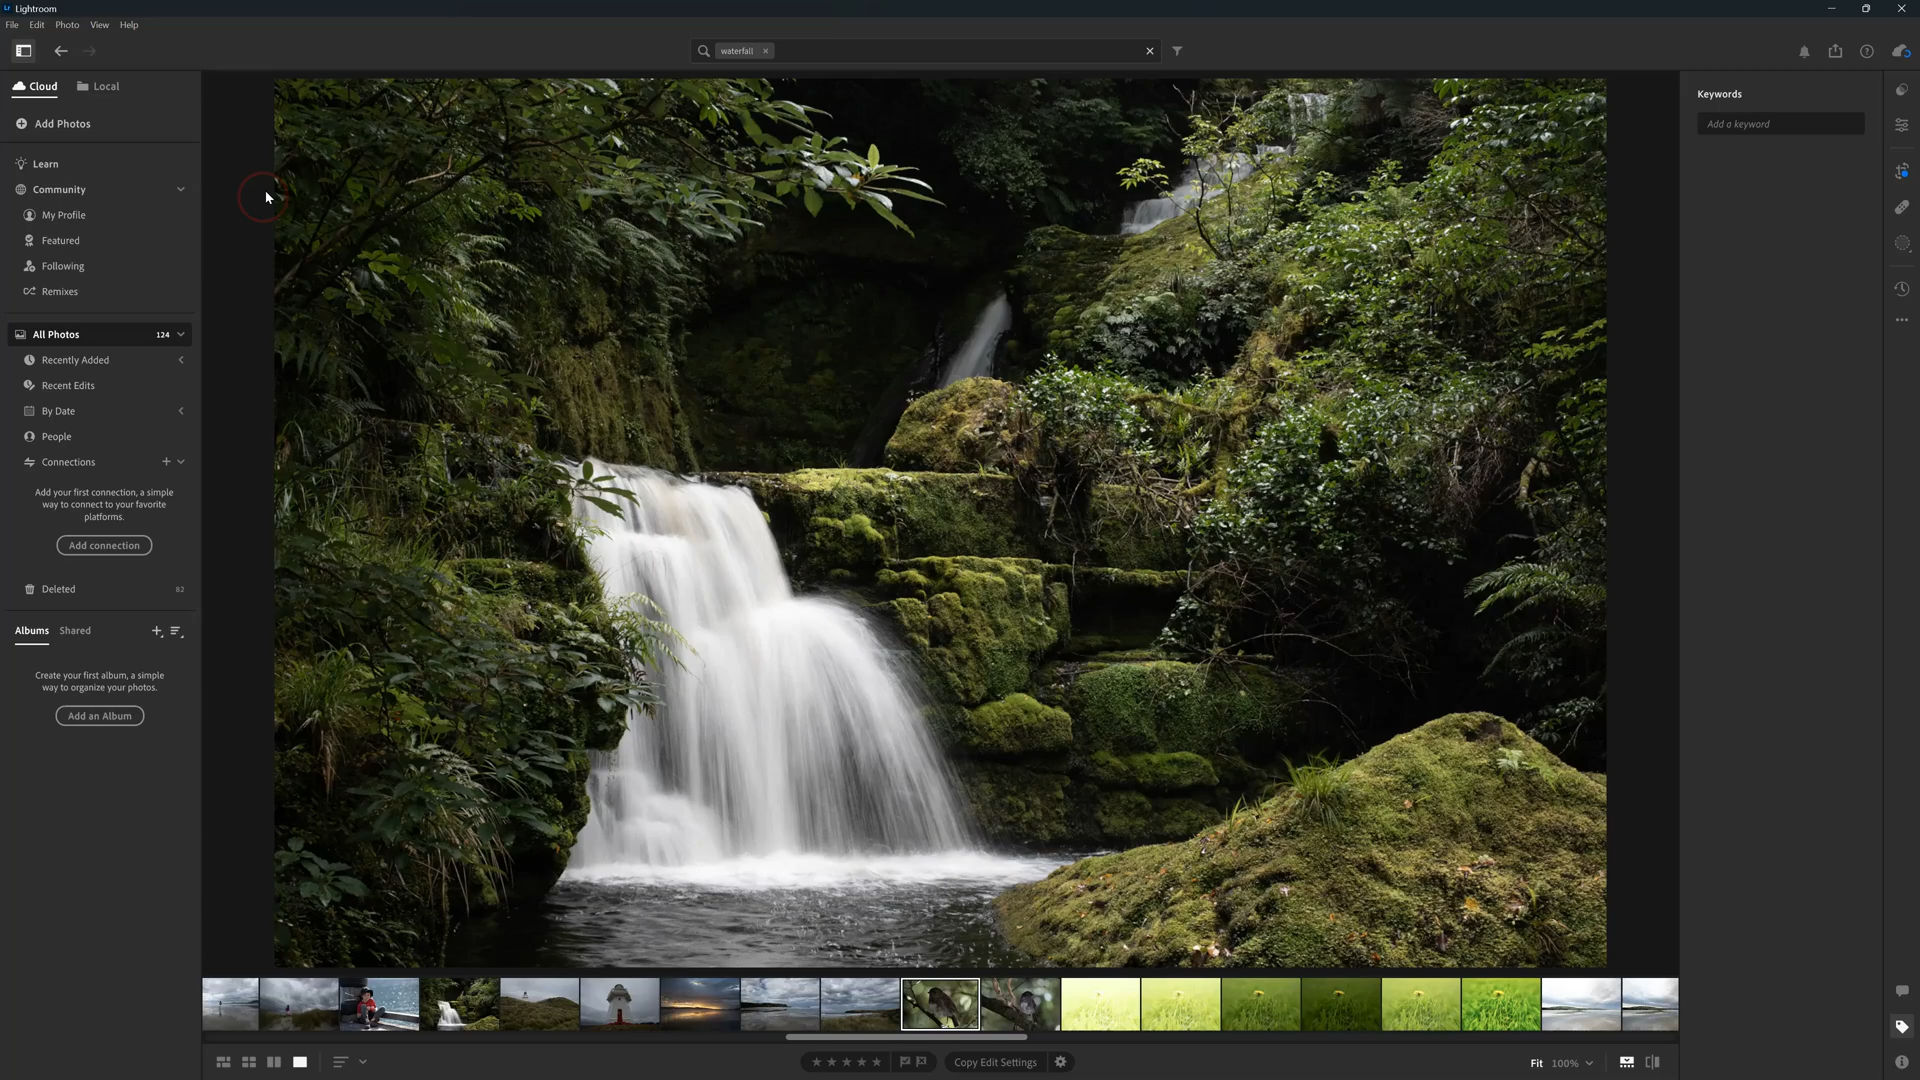 Lr Lightroom
File Edit Photo View Help
waterfall
Cloud Local
Add Photos
Learn
Community
My Profile
Featured
Following
Remixes
All Photos 124
Recently Added
Recent Edits
By Date
People
Connections
Add your first connection, a simple
way to connect to your favorite
platforms.
Add connection
Deleted 82
Albums Shared
Create your first album, a simple
way to organize your photos.
Add an Album
Keywords
Add a keyword
Copy Edit Settings
Fit 100%